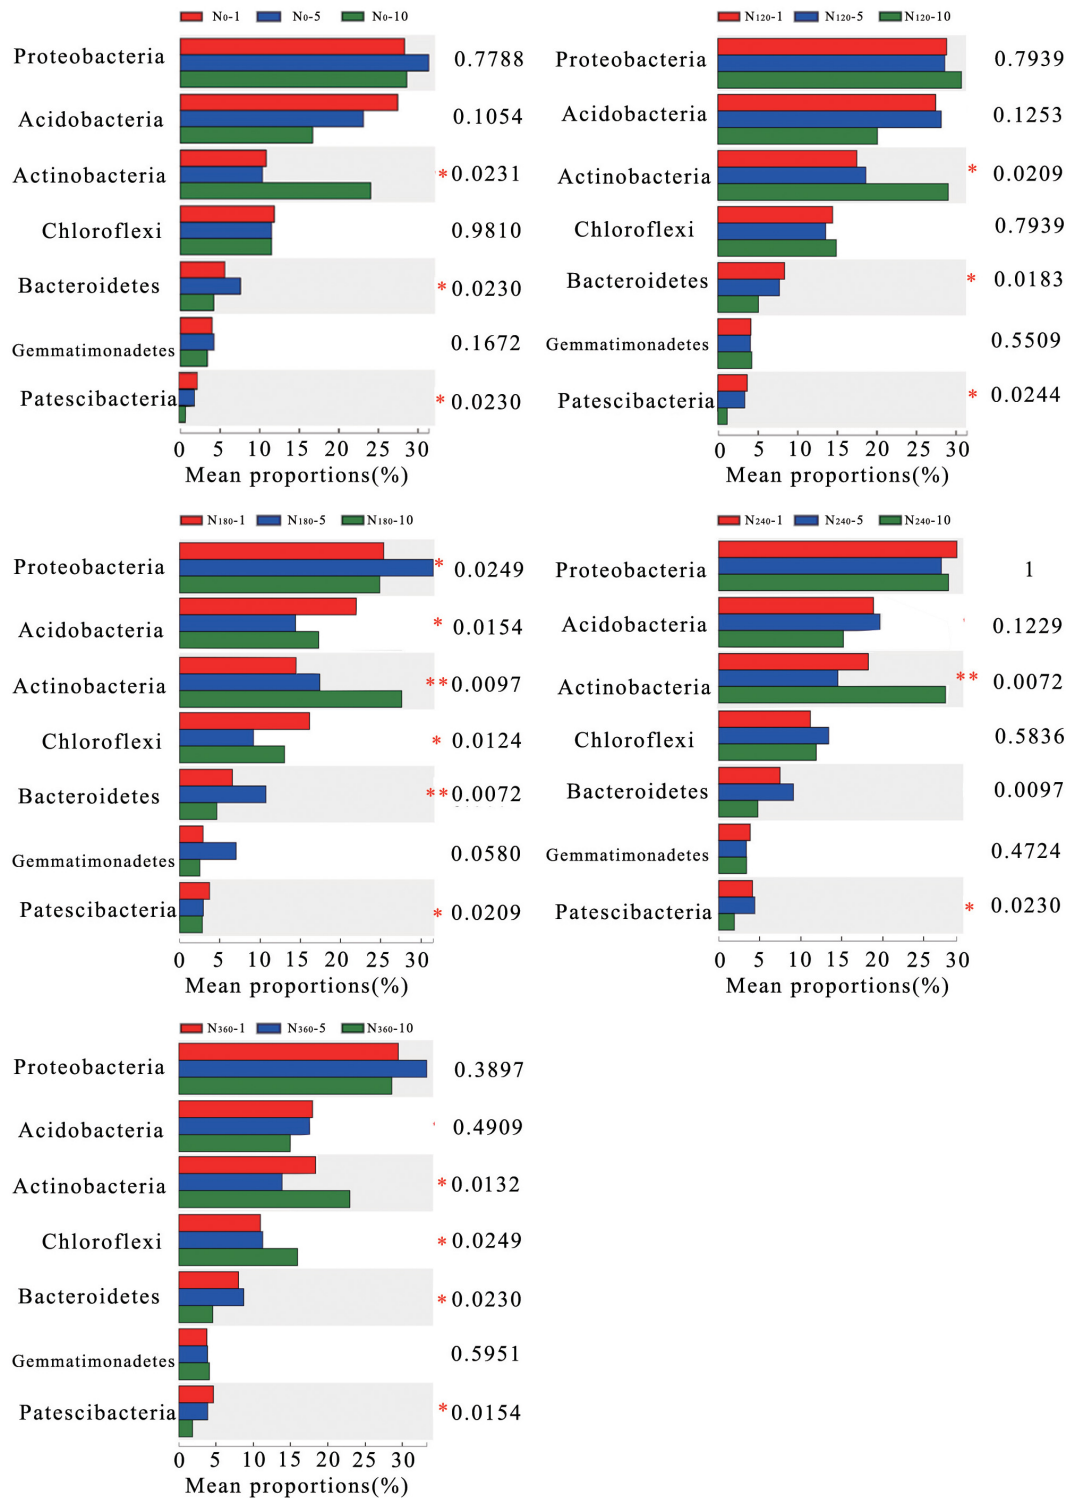 N0-1 N0-5 N0-10
Proteobacteria 0.7788
Acidobacteria 0.1054
Actinobacteria *0.0231
Chloroflexi 0.9810
Bacteroidetes *0.0230
Gemmatimonadetes 0.1672
Patescibacteria *0.0230
0 5 10 15 20 25 30
Mean proportions(%)
N120-1 N120-5 N120-10
Proteobacteria 0.7939
Acidobacteria 0.1253
Actinobacteria * 0.0209
Chloroflexi 0.7939
Bacteroidetes * 0.0183
Gemmatimonadetes 0.5509
Patescibacteria * 0.0244
0 5 10 15 20 25 30
Mean proportions(%)
N180-1 N180-5 N180-10
Proteobacteria * 0.0249
Acidobacteria * 0.0154
Actinobacteria **0.0097
Chloroflexi * 0.0124
Bacteroidetes **0.0072
Gemmatimonadetes 0.0580
Patescibacteria * 0.0209
0 5 10 15 20 25 30
Mean proportions(%)
N240-1 N240-5 N240-10
Proteobacteria 1
Acidobacteria 0.1229
Actinobacteria ** 0.0072
Chloroflexi 0.5836
Bacteroidetes 0.0097
Gemmatimonadetes 0.4724
Patescibacteria * 0.0230
0 5 10 15 20 25 30
Mean proportions(%)
N360-1 N360-5 N360-10
Proteobacteria 0.3897
Acidobacteria 0.4909
Actinobacteria *0.0132
Chloroflexi *0.0249
Bacteroidetes *0.0230
Gemmatimonadetes 0.5951
Patescibacteria *0.0154
0 5 10 15 20 25 30
Mean proportions(%)